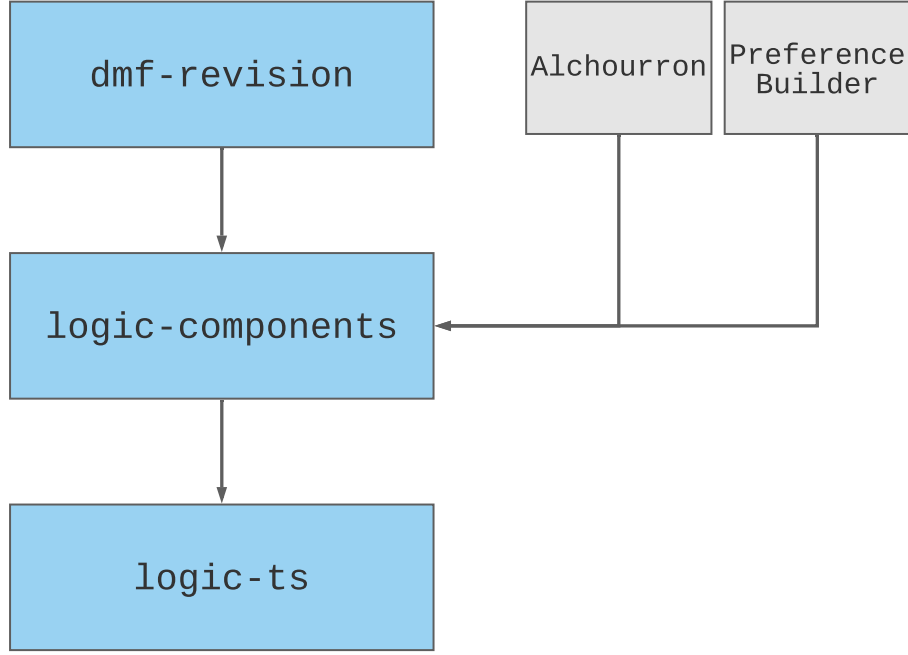 dmf-revision
Alchourron
Preference
Builder
logic-components
logic-ts